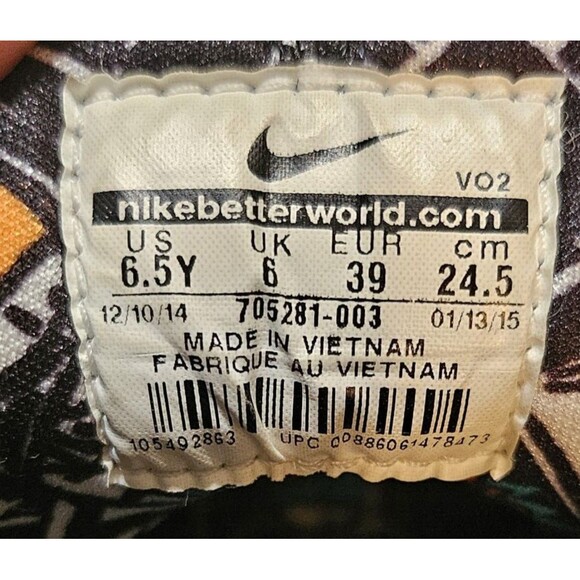 VO2
nikebetterworld.com
US UK EUR cm
6.5Y 6 39 24.5
12/10/14 705281-003 01/13/15
MADE IN VIETNAM
FABRIQUE AU VIETNAM
105492863 UPC 00886061478473